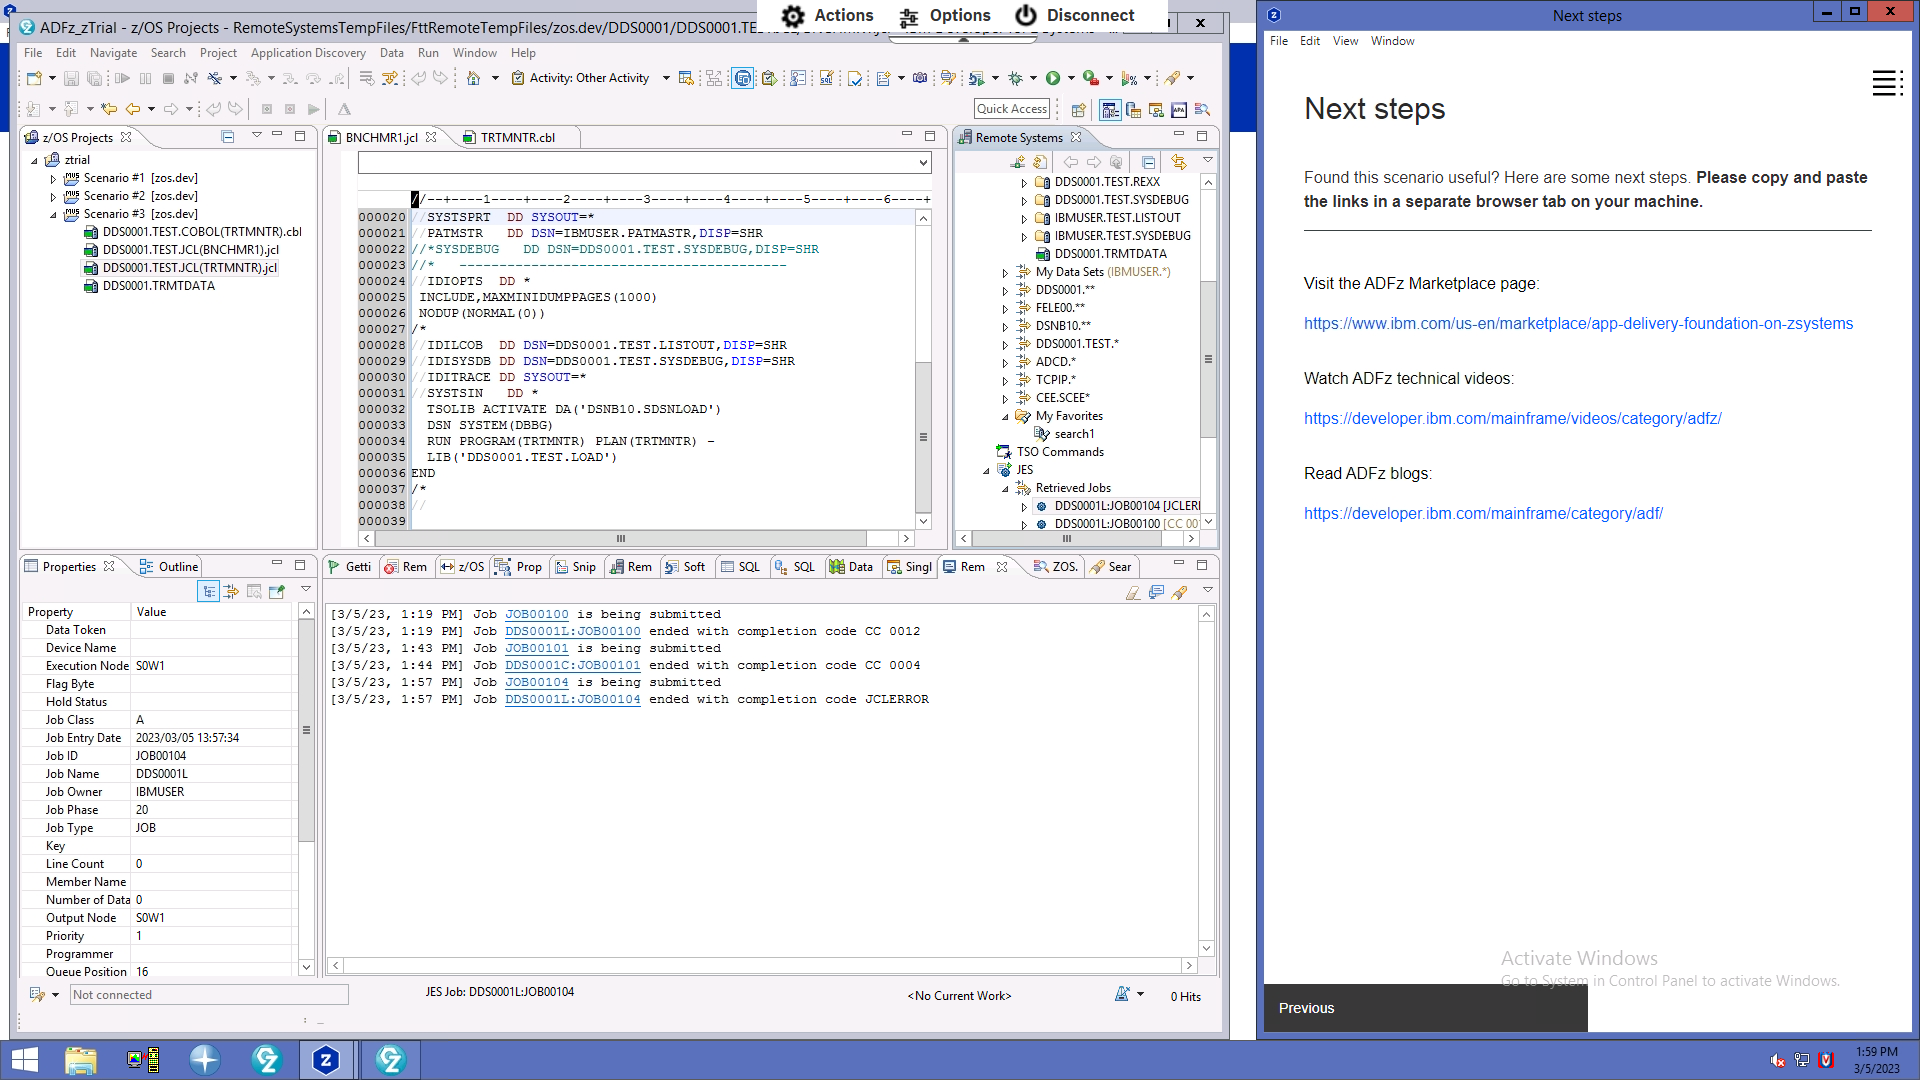 Actions Options Disconnect
ADFz_zTrial - z/OS Projects - RemoteSystemsTempFiles/FttRemoteTempFiles/zos.dev/DDS0001/DDS0001.TEST
File Edit Navigate Search Project Application Discovery Data Run Window Help
Activity: Other Activity
Quick Access
z/OS Projects
ztrial
Scenario #1 [zos.dev]
Scenario #2 [zos.dev]
Scenario #3 [zos.dev]
DDS0001.TEST.COBOL(TRTMNTR).cbl
DDS0001.TEST.JCL(BNCHMR1).jcl
DDS0001.TEST.JCL(TRTMNTR).jcl
DDS0001.TRMTDATA
BNCHMR1.jcl TRTMNTR.cbl
//--+----1----+----2----+----3----+----4----+----5----+----6----+
000020 //SYSTSPRT DD SYSOUT=*
000021 //PATMSTR DD DSN=IBMUSER.PATMASTR,DISP=SHR
000022 //*SYSDEBUG DD DSN=DDS0001.TEST.SYSDEBUG,DISP=SHR
000023 //* -----------------------------------------
000024 //IDIOPTS DD *
000025 INCLUDE,MAXMINIDUMPPAGES(1000)
000026 NODUP(NORMAL(0))
000027 /*
000028 //IDILCOB DD DSN=DDS0001.TEST.LISTOUT,DISP=SHR
000029 //IDISYSDB DD DSN=DDS0001.TEST.SYSDEBUG,DISP=SHR
000030 //IDITRACE DD SYSOUT=*
000031 //SYSTSIN DD *
000032 TSOLIB ACTIVATE DA('DSNB10.SDSNLOAD')
000033 DSN SYSTEM(DBBG)
000034 RUN PROGRAM(TRTMNTR) PLAN(TRTMNTR) -
000035 LIB('DDS0001.TEST.LOAD')
000036 END
000037 /*
000038 //
000039
Remote Systems
DDS0001.TEST.REXX
DDS0001.TEST.SYSDEBUG
IBMUSER.TEST.LISTOUT
IBMUSER.TEST.SYSDEBUG
DDS0001.TRMTDATA
My Data Sets (IBMUSER.*)
DDS0001.**
FELE00.**
DSNB10.**
DDS0001.TEST.*
ADCD.*
TCPIP.*
CEE.SCEE*
My Favorites
search1
TSO Commands
JES
Retrieved Jobs
DDS0001L:JOB00104 [JCLERI
DDS0001L:JOB00100 [CC 00
Properties Outline
Property Value
Data Token
Device Name
Execution Node S0W1
Flag Byte
Hold Status
Job Class A
Job Entry Date 2023/03/05 13:57:34
Job ID JOB00104
Job Name DDS0001L
Job Owner IBMUSER
Job Phase 20
Job Type JOB
Key
Line Count 0
Member Name
Number of Data 0
Output Node S0W1
Priority 1
Programmer
Queue Position 16
Getti Rem z/OS Prop Snip Rem Soft SQL SQL Data Singl Rem ZOS. Sear
[3/5/23, 1:19 PM] Job JOB00100 is being submitted
[3/5/23, 1:19 PM] Job DDS0001L:JOB00100 ended with completion code CC 0012
[3/5/23, 1:43 PM] Job JOB00101 is being submitted
[3/5/23, 1:44 PM] Job DDS0001C:JOB00101 ended with completion code CC 0004
[3/5/23, 1:57 PM] Job JOB00104 is being submitted
[3/5/23, 1:57 PM] Job DDS0001L:JOB00104 ended with completion code JCLERROR
Not connected
JES Job: DDS0001L:JOB00104
<No Current Work>
0 Hits
Next steps
File Edit View Window
Next steps
Found this scenario useful? Here are some next steps. Please copy and paste
the links in a separate browser tab on your machine.
Visit the ADFz Marketplace page:
https://www.ibm.com/us-en/marketplace/app-delivery-foundation-on-zsystems
Watch ADFz technical videos:
https://developer.ibm.com/mainframe/videos/category/adfz/
Read ADFz blogs:
https://developer.ibm.com/mainframe/category/adf/
Activate Windows
Go to System in Control Panel to activate Windows.
Previous
1:59 PM
3/5/2023